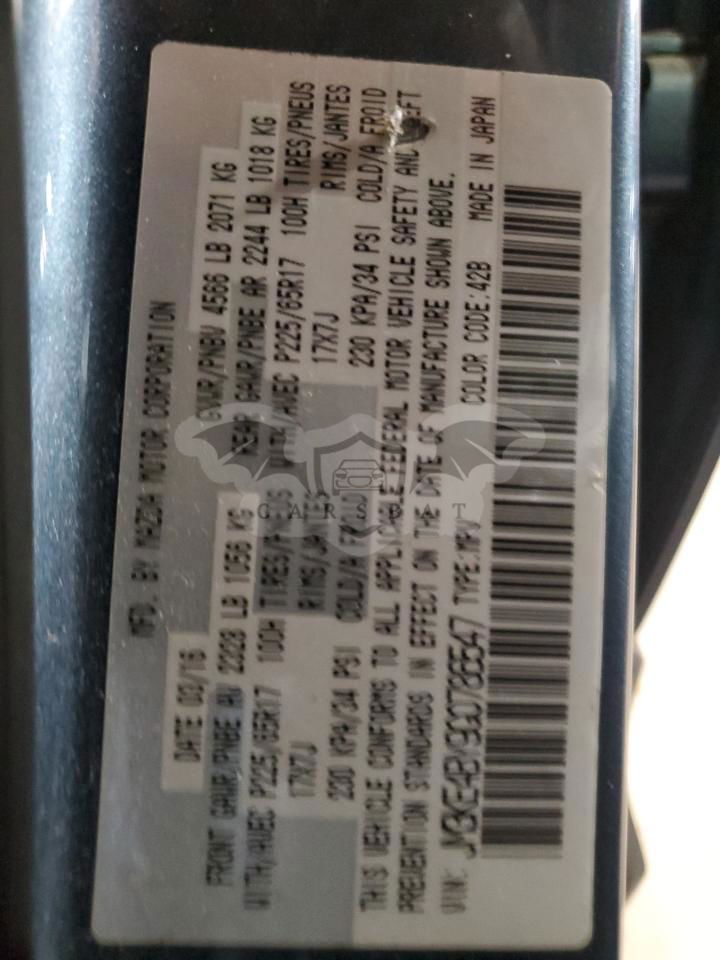 MFD. BY MAZDA MOTOR CORPORATION
DATE 03/16 GVWR/PNBV 4566 LB 2071 KG
FRONT GAWR/PNBE AV 2328 LB 1056 KG REAR GAWR/PNBE AR 2244 LB 1018 KG
WITH/AVEC P225/65R17 100H TIRES/PNEUS WITH/AVEC P225/65R17 100H TIRES/PNEUS
17X7J RIMS/JANTES 17X7J RIMS/JANTES
230 KPA/34 PSI COLD/A FROID 230 KPA/34 PSI COLD/A FROID
THIS VEHICLE CONFORMS TO ALL APPLICABLE FEDERAL MOTOR VEHICLE SAFETY AND THEFT
PREVENTION STANDARDS IN EFFECT ON THE DATE OF MANUFACTURE SHOWN ABOVE.
VIN: TYPE:MPV COLOR CODE:42B MADE IN JAPAN
CARSBAT